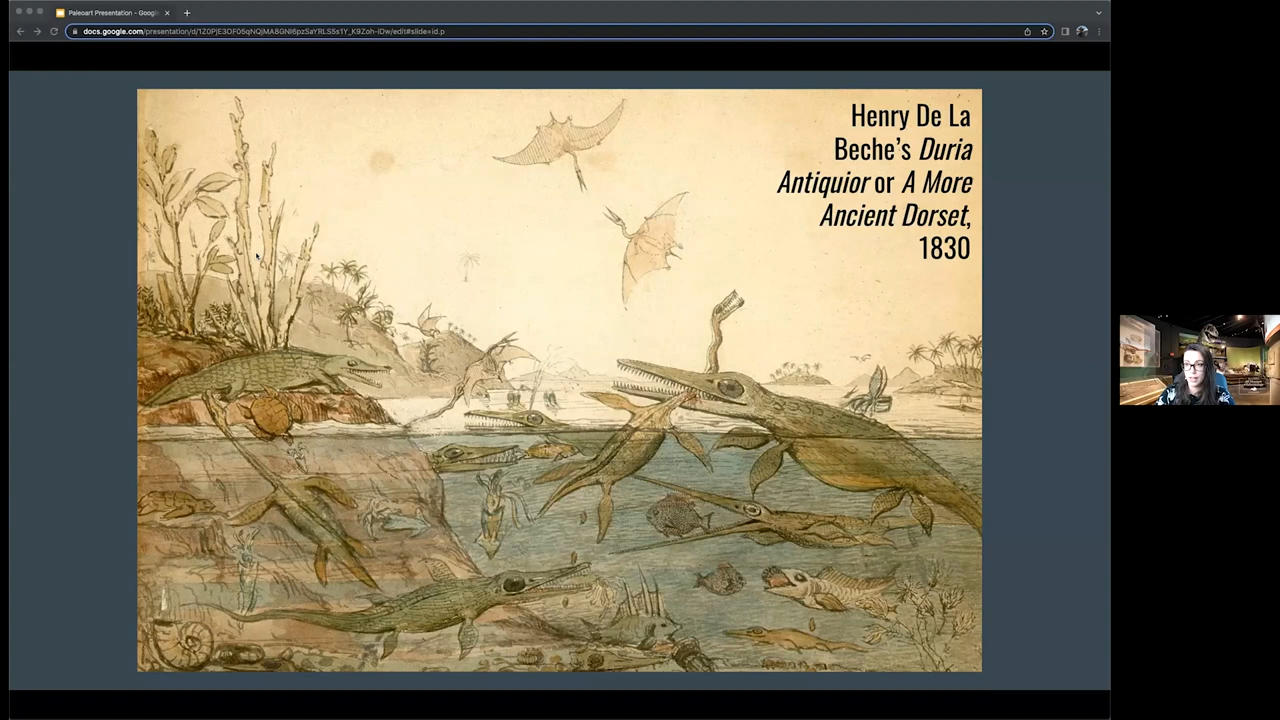 Paleoart Presentation - Googl
docs.google.com/presentation/d/1Z0PjE3OF05qNQjMA8GNI6pzSaYRLS5s1Y_K9Zoh-iDw/edit#slide=id.p
Henry De La
Beche’s Duria
Antiquior or A More
Ancient Dorset,
1830